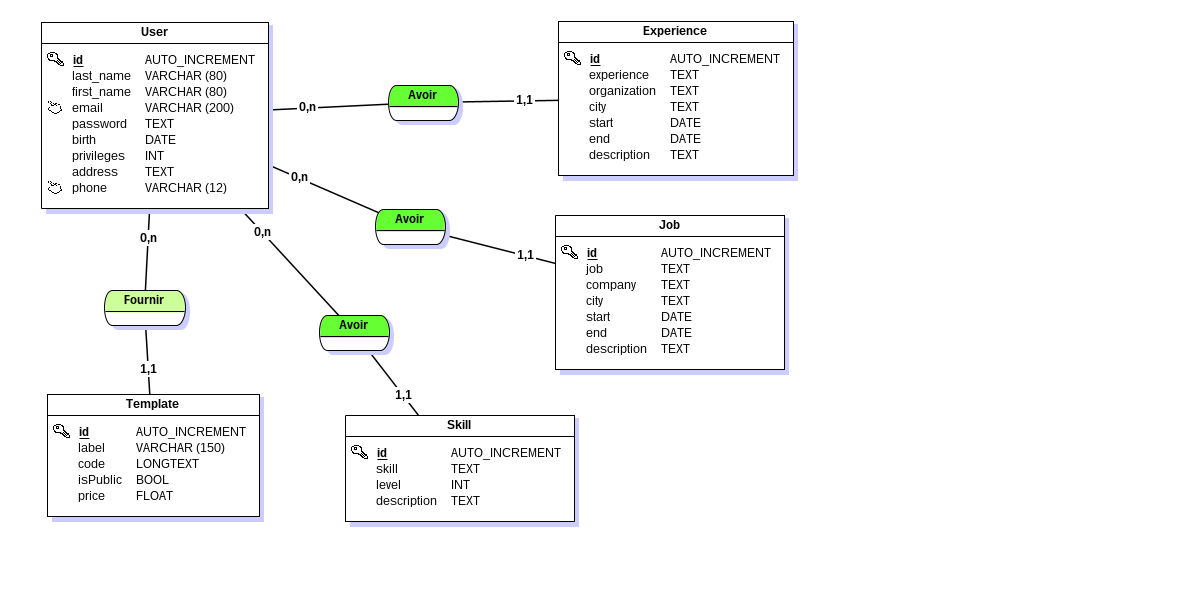 User
id AUTO_INCREMENT
last_name VARCHAR (80)
first_name VARCHAR (80)
email VARCHAR (200)
password TEXT
birth DATE
privileges INT
address TEXT
phone VARCHAR (12)
0,n
Avoir
1,1
Experience
id AUTO_INCREMENT
experience TEXT
organization TEXT
city TEXT
start DATE
end DATE
description TEXT
0,n
Avoir
1,1
Job
id AUTO_INCREMENT
job TEXT
company TEXT
city TEXT
start DATE
end DATE
description TEXT
0,n
Fournir
1,1
Template
id AUTO_INCREMENT
label VARCHAR (150)
code LONGTEXT
isPublic BOOL
price FLOAT
0,n
Avoir
1,1
Skill
id AUTO_INCREMENT
skill TEXT
level INT
description TEXT